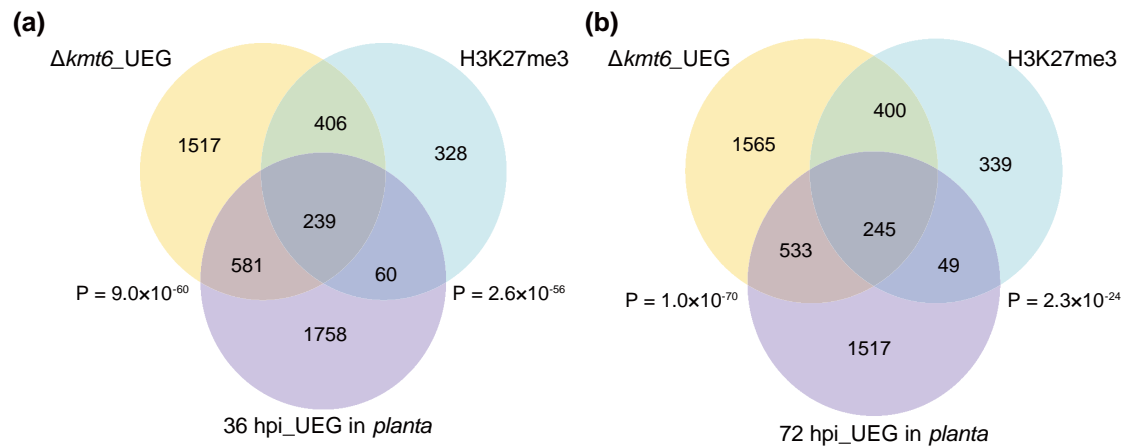 (a)
Δkmt6_UEG
H3K27me3
1517
406
328
239
581
60
P = 9.0×10-60
P = 2.6×10-56
1758
36 hpi_UEG in planta
(b)
Δkmt6_UEG
H3K27me3
1565
400
339
245
533
49
P = 1.0×10-70
P = 2.3×10-24
1517
72 hpi_UEG in planta